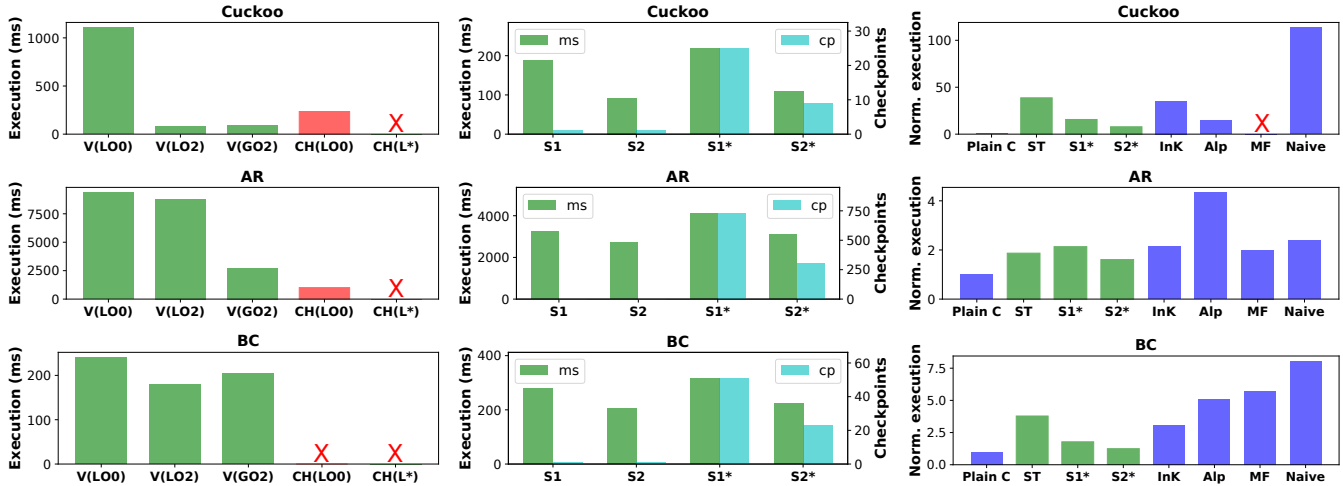 Cuckoo
Execution (ms)
1000
500
0
X
V(LO0) V(LO2) V(GO2) CH(LO0) CH(L*)
Cuckoo
Execution (ms)
200
100
0
ms
cp
30
20
10
0
Checkpoints
S1 S2 S1* S2*
Cuckoo
Norm. execution
100
50
0
X
Plain C ST S1* S2* InK Alp MF Naive
AR
Execution (ms)
7500
5000
2500
0
X
V(LO0) V(LO2) V(GO2) CH(LO0) CH(L*)
AR
Execution (ms)
4000
2000
0
ms
cp
750
500
250
0
Checkpoints
S1 S2 S1* S2*
AR
Norm. execution
4
2
0
Plain C ST S1* S2* InK Alp MF Naive
BC
Execution (ms)
200
100
0
X
X
V(LO0) V(LO2) V(GO2) CH(LO0) CH(L*)
BC
Execution (ms)
400
200
0
ms
cp
60
40
20
0
Checkpoints
S1 S2 S1* S2*
BC
Norm. execution
7.5
5.0
2.5
0.0
Plain C ST S1* S2* InK Alp MF Naive